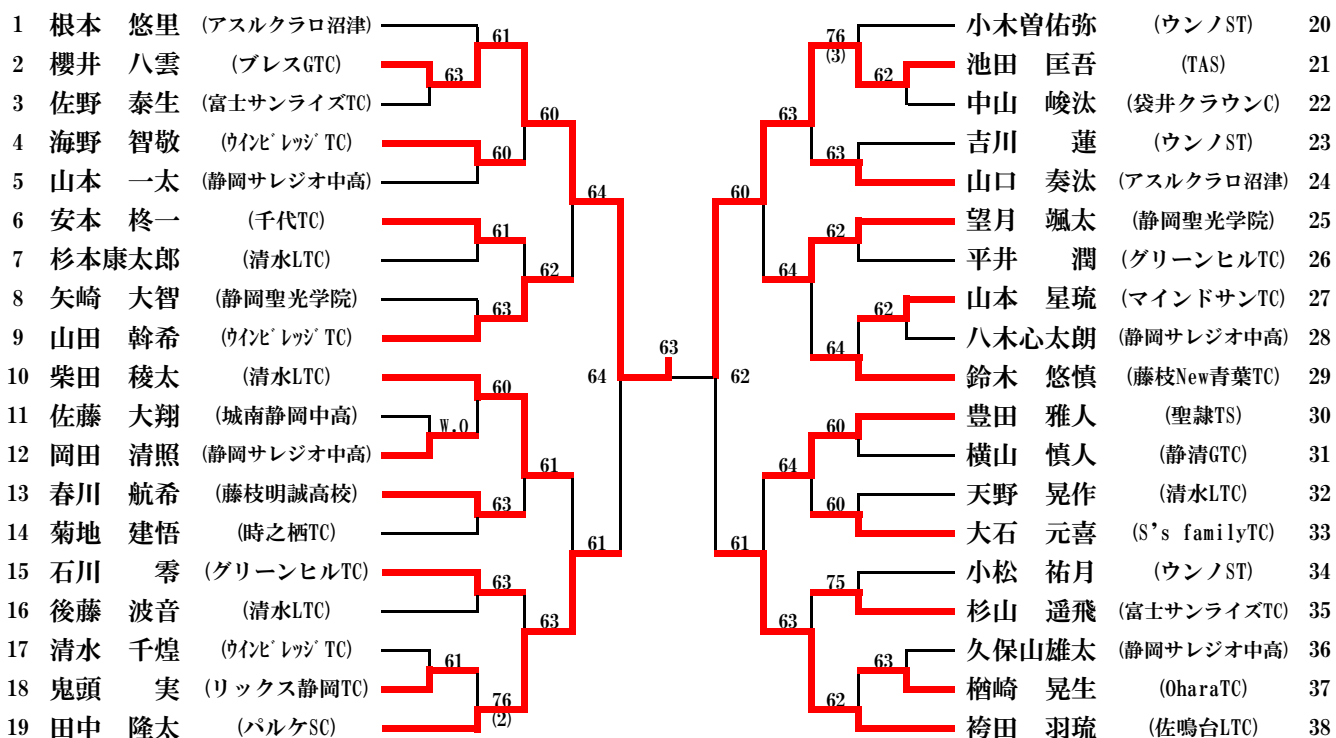 1 根本 悠里 (アスルクラロ沼津)
2 櫻井 八雲 (ブレスGTC)
3 佐野 泰生 (富士サンライズTC)
4 海野 智敬 (ウインビレッジTC)
5 山本 一太 (静岡サレジオ中高)
6 安本 柊一 (千代TC)
7 杉本康太郎 (清水LTC)
8 矢崎 大智 (静岡聖光学院)
9 山田 幹希 (ウインビレッジTC)
10 柴田 稜太 (清水LTC)
11 佐藤 大翔 (城南静岡中高)
12 岡田 清照 (静岡サレジオ中高)
13 春川 航希 (藤枝明誠高校)
14 菊地 建悟 (時之栖TC)
15 石川 零 (グリーンヒルTC)
16 後藤 波音 (清水LTC)
17 清水 千煌 (ウインビレッジTC)
18 鬼頭 実 (リックス静岡TC)
19 田中 隆太 (パルケSC)
61
63
60
60
64
61
62
63
64
60
W.O
61
63
61
63
63
61
76
(2)
63
76
(3)
62
63
63
60
62
64
62
64
62
60
64
60
61
75
63
63
62
小木曽佑弥 (ウンノST) 20
池田 匡吾 (TAS) 21
中山 峻汰 (袋井クラウンC) 22
吉川 蓮 (ウンノST) 23
山口 奏汰 (アスルクラロ沼津) 24
望月 颯太 (静岡聖光学院) 25
平井 潤 (グリーンヒルTC) 26
山本 星琉 (マインドサンTC) 27
八木心太朗 (静岡サレジオ中高) 28
鈴木 悠慎 (藤枝New青葉TC) 29
豊田 雅人 (聖隷TS) 30
横山 慎人 (静清GTC) 31
天野 晃作 (清水LTC) 32
大石 元喜 (S's familyTC) 33
小松 祐月 (ウンノST) 34
杉山 遥飛 (富士サンライズTC) 35
久保山雄太 (静岡サレジオ中高) 36
楢崎 晃生 (OharaTC) 37
袴田 羽琉 (佐鳴台LTC) 38